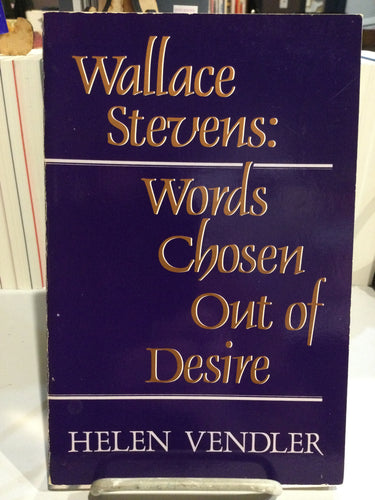 Wallace
Stevens:
Words
Chosen
Out of
Desire
HELEN VENDLER